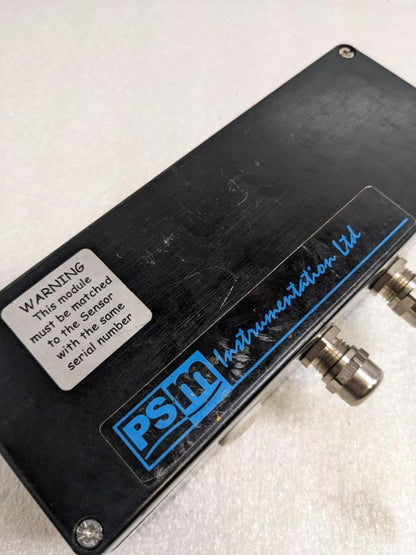 WARNING
This module
must be matched
to the Sensor
with the same
serial number
PSM Instrumentation Ltd